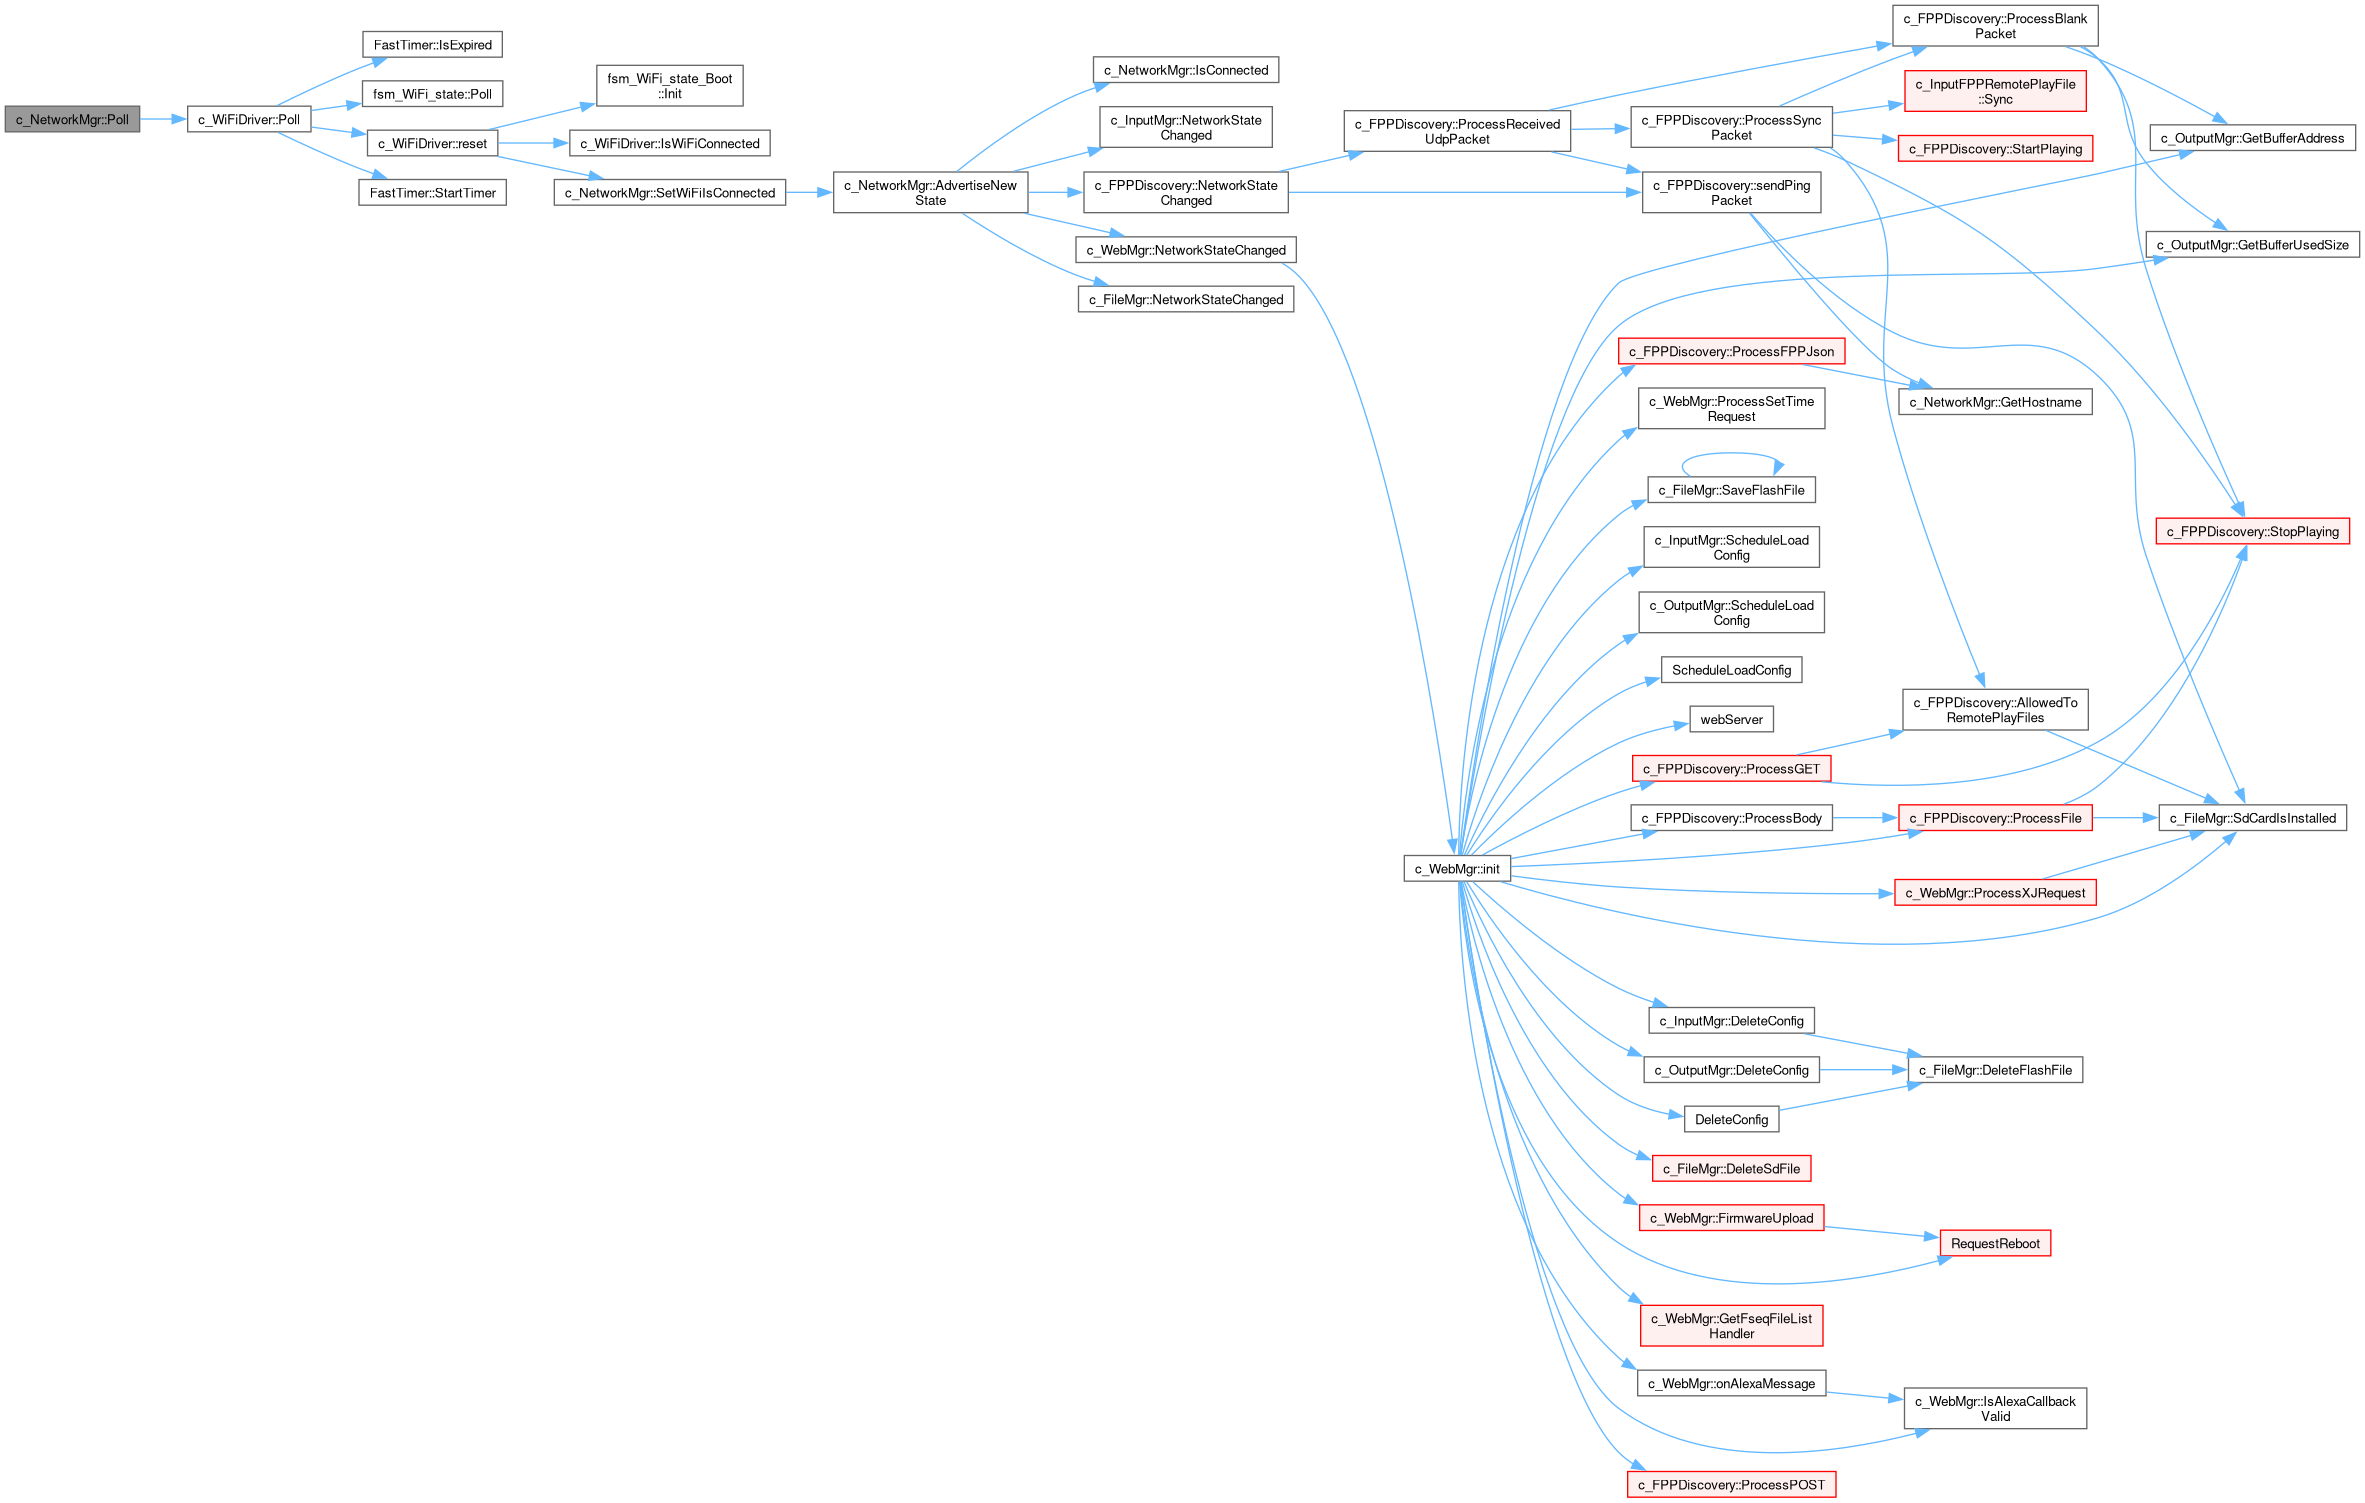 c_NetworkMgr::Poll
c_WiFiDriver::Poll
FastTimer::IsExpired
fsm_WiFi_state::Poll
c_WiFiDriver::reset
FastTimer::StartTimer
fsm_WiFi_state_Boot
::Init
c_WiFiDriver::IsWiFiConnected
c_NetworkMgr::SetWiFiIsConnected
c_NetworkMgr::AdvertiseNew
State
c_NetworkMgr::IsConnected
c_InputMgr::NetworkState
Changed
c_FPPDiscovery::NetworkState
Changed
c_WebMgr::NetworkStateChanged
c_FileMgr::NetworkStateChanged
c_FPPDiscovery::ProcessReceived
UdpPacket
c_WebMgr::init
c_FPPDiscovery::ProcessSync
Packet
c_FPPDiscovery::sendPing
Packet
c_FPPDiscovery::ProcessFPPJson
c_WebMgr::ProcessSetTime
Request
c_FileMgr::SaveFlashFile
c_InputMgr::ScheduleLoad
Config
c_OutputMgr::ScheduleLoad
Config
ScheduleLoadConfig
webServer
c_FPPDiscovery::ProcessGET
c_FPPDiscovery::ProcessBody
c_InputMgr::DeleteConfig
c_OutputMgr::DeleteConfig
DeleteConfig
c_FileMgr::DeleteSdFile
c_WebMgr::FirmwareUpload
c_WebMgr::GetFseqFileList
Handler
c_WebMgr::onAlexaMessage
c_FPPDiscovery::ProcessPOST
c_FPPDiscovery::ProcessBlank
Packet
c_InputFPPRemotePlayFile
::Sync
c_FPPDiscovery::StartPlaying
c_NetworkMgr::GetHostname
c_FPPDiscovery::AllowedTo
RemotePlayFiles
c_FPPDiscovery::ProcessFile
c_WebMgr::ProcessXJRequest
c_FileMgr::DeleteFlashFile
RequestReboot
c_WebMgr::IsAlexaCallback
Valid
c_OutputMgr::GetBufferAddress
c_OutputMgr::GetBufferUsedSize
c_FPPDiscovery::StopPlaying
c_FileMgr::SdCardIsInstalled